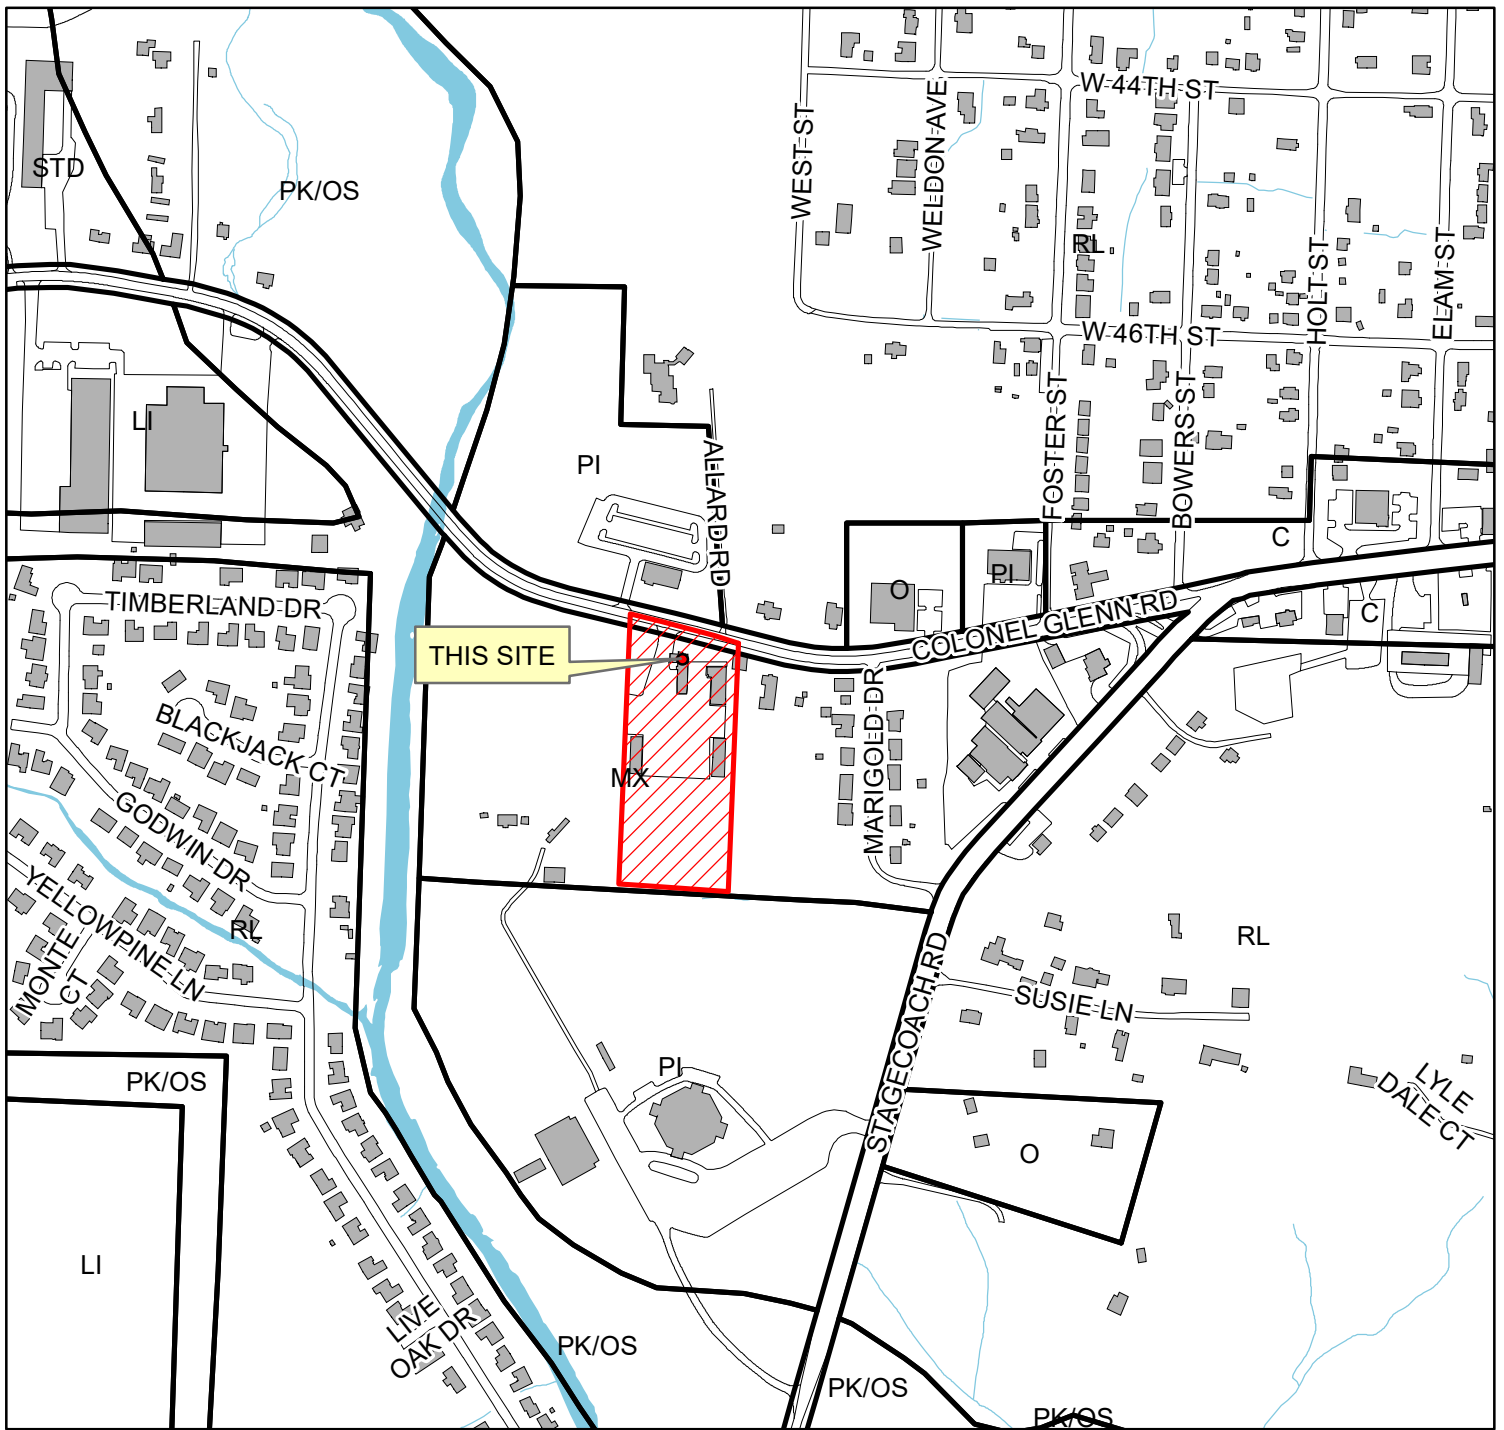 W 44TH ST
WEST ST
WELDON AVE
STD
PK/OS
RL
HOLT ST
ELAM ST
W 46TH ST
LI
FOSTER ST
BOWERS ST
PI
ALLARD RD
C
O
PI
TIMBERLAND DR
COLONEL GLENN RD
C
THIS SITE
MARIGOLD DR
BLACKJACK CT
MX
GODWIN DR
YELLOWPINE LN
RL
RL
MONTE
CT
STAGECOACH RD
SUSIE LN
PI
PK/OS
LYLE
DALE CT
O
LI
LIVE
OAK DR
PK/OS
PK/OS
PK/OS